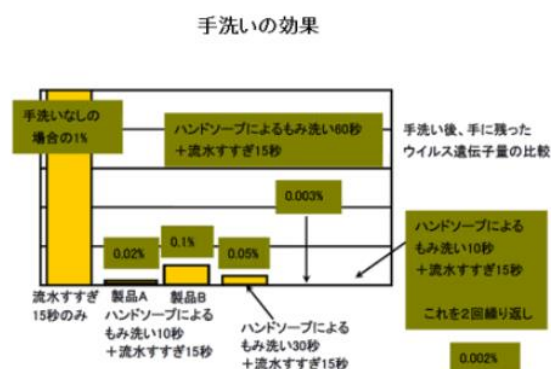 手洗いの効果
手洗いなしの
場合の1%
ハンドソープによるもみ洗い60秒
+流水すすぎ15秒
手洗い後、手に残った
ウイルス遺伝子量の比較
0.003%
0.02%
0.1%
0.05%
ハンドソープによる
もみ洗い10秒
+流水すすぎ15秒
これを2回繰り返し
0.002%
流水すすぎ
15秒のみ
製品A
製品B
ハンドソープによる
もみ洗い10秒
+流水すすぎ15秒
ハンドソープによる
もみ洗い30秒
+流水すすぎ15秒